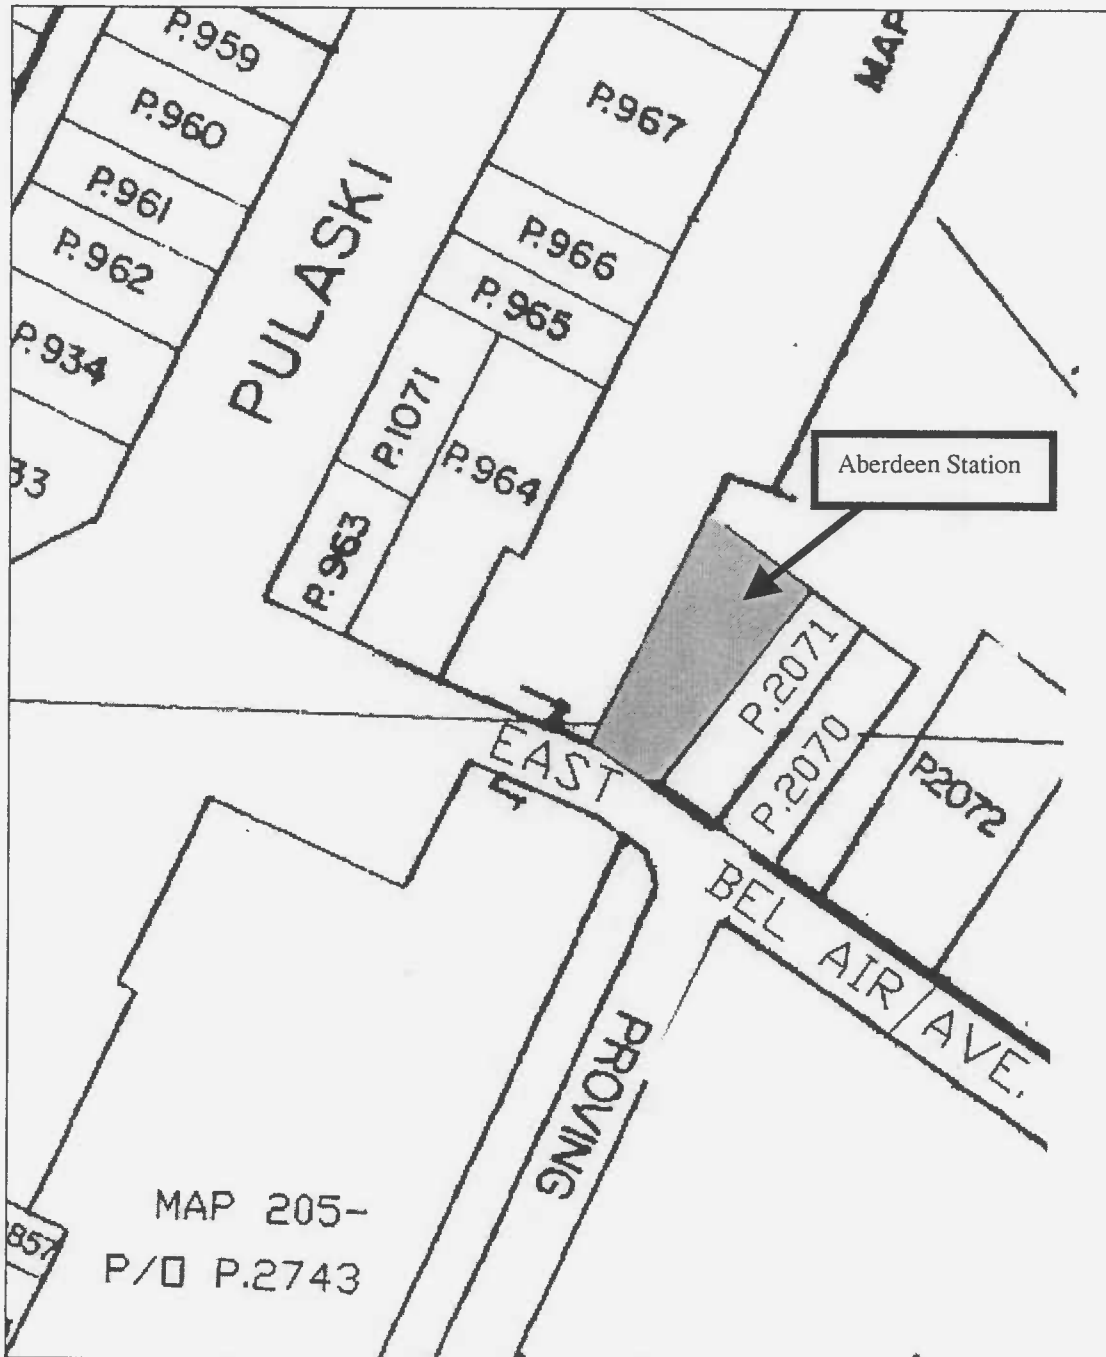 P.959
P.960
P.961
P.962
P.934
PULASKI
P.967
P.966
P.965
P.1071
P.964
P.963
MAP
Aberdeen Station
P.2071
P.2070
P.2072
EAST
BEL AIR AVE.
PROVING
MAP 205-
P/O P.2743
857
33